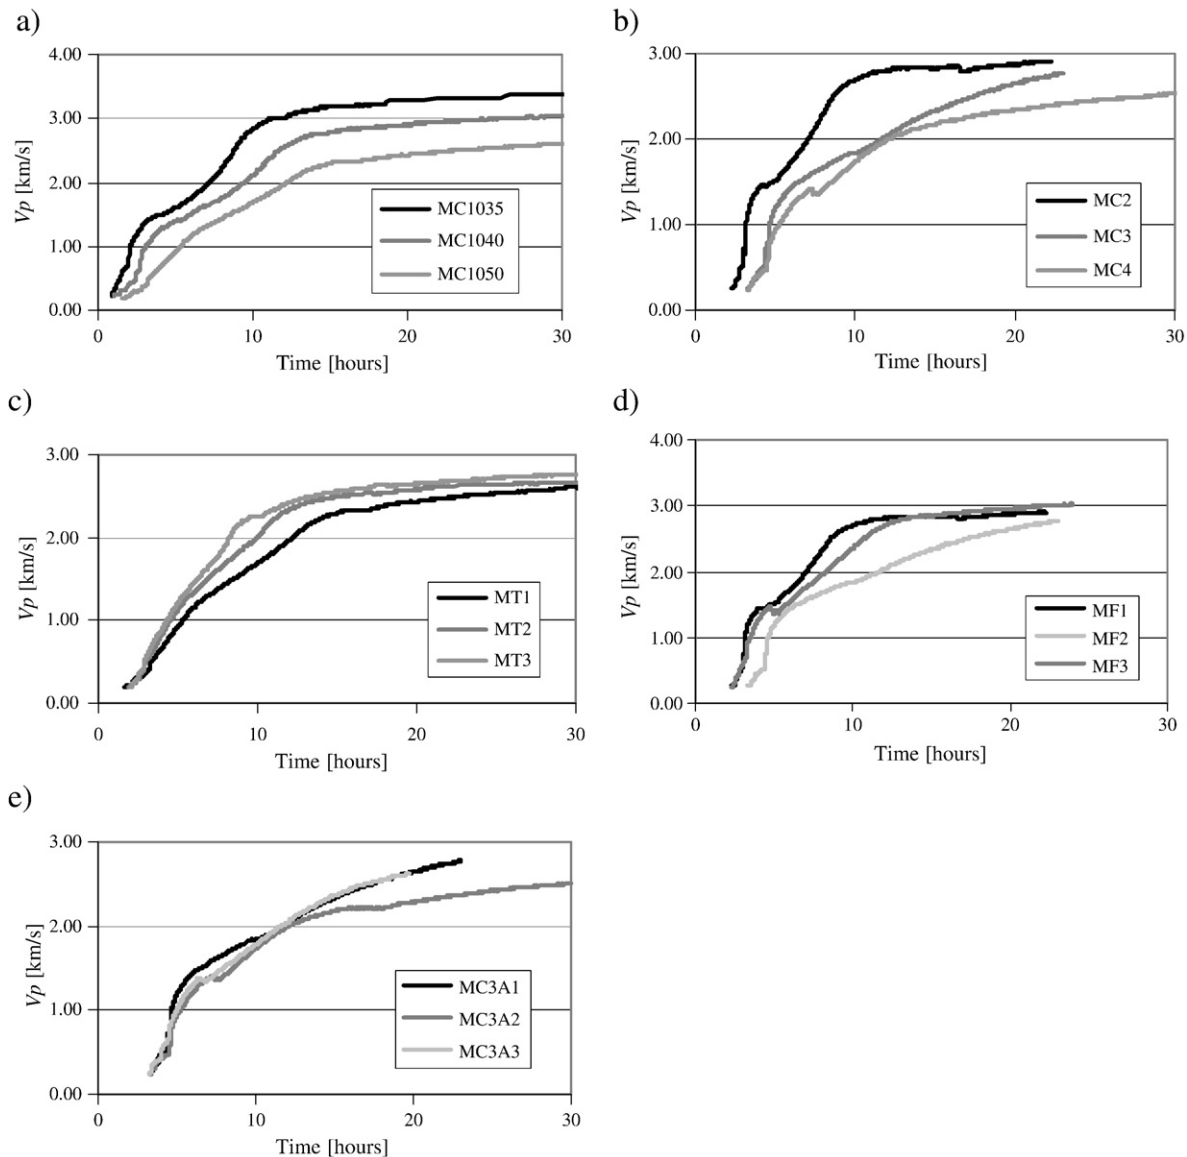 a)
4.00
3.00
2.00
1.00
0.00
Vp [km/s]
MC1035
MC1040
MC1050
0 10 20 30
Time [hours]
b)
3.00
2.00
1.00
0.00
Vp [km/s]
MC2
MC3
MC4
0 10 20 30
Time [hours]
c)
3.00
2.00
1.00
0.00
Vp [km/s]
MT1
MT2
MT3
0 10 20 30
Time [hours]
d)
4.00
3.00
2.00
1.00
0.00
Vp [km/s]
MF1
MF2
MF3
0 10 20 30
Time [hours]
e)
3.00
2.00
1.00
0.00
Vp [km/s]
MC3A1
MC3A2
MC3A3
0 10 20 30
Time [hours]